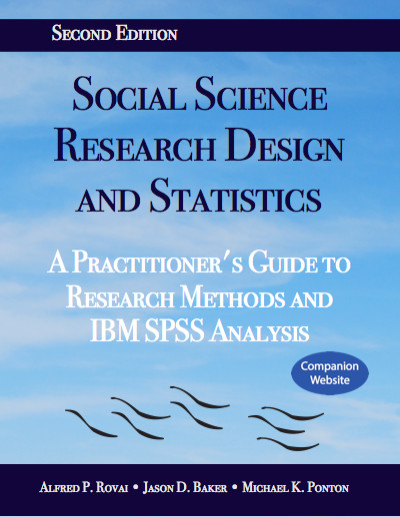 SECOND EDITION
SOCIAL SCIENCE
RESEARCH DESIGN
AND STATISTICS
A PRACTITIONER'S GUIDE TO
RESEARCH METHODS AND
IBM SPSS ANALYSIS
Companion
Website
ALFRED P. ROVAI • JASON D. BAKER • MICHAEL K. PONTON